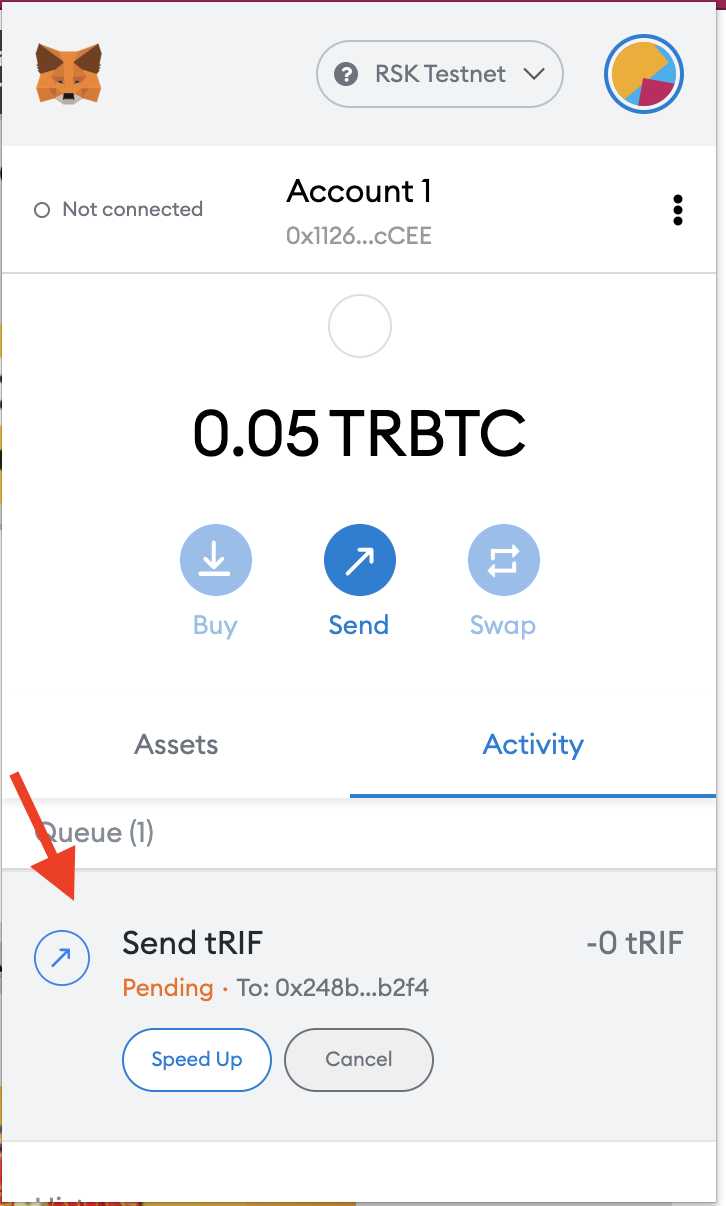 RSK Testnet
Not connected
Account 1
0x1126...cCEE
0.05 TRBTC
Buy
Send
Swap
Assets
Activity
Queue (1)
Send tRIF
-0 tRIF
Pending · To: 0x248b...b2f4
Speed Up
Cancel